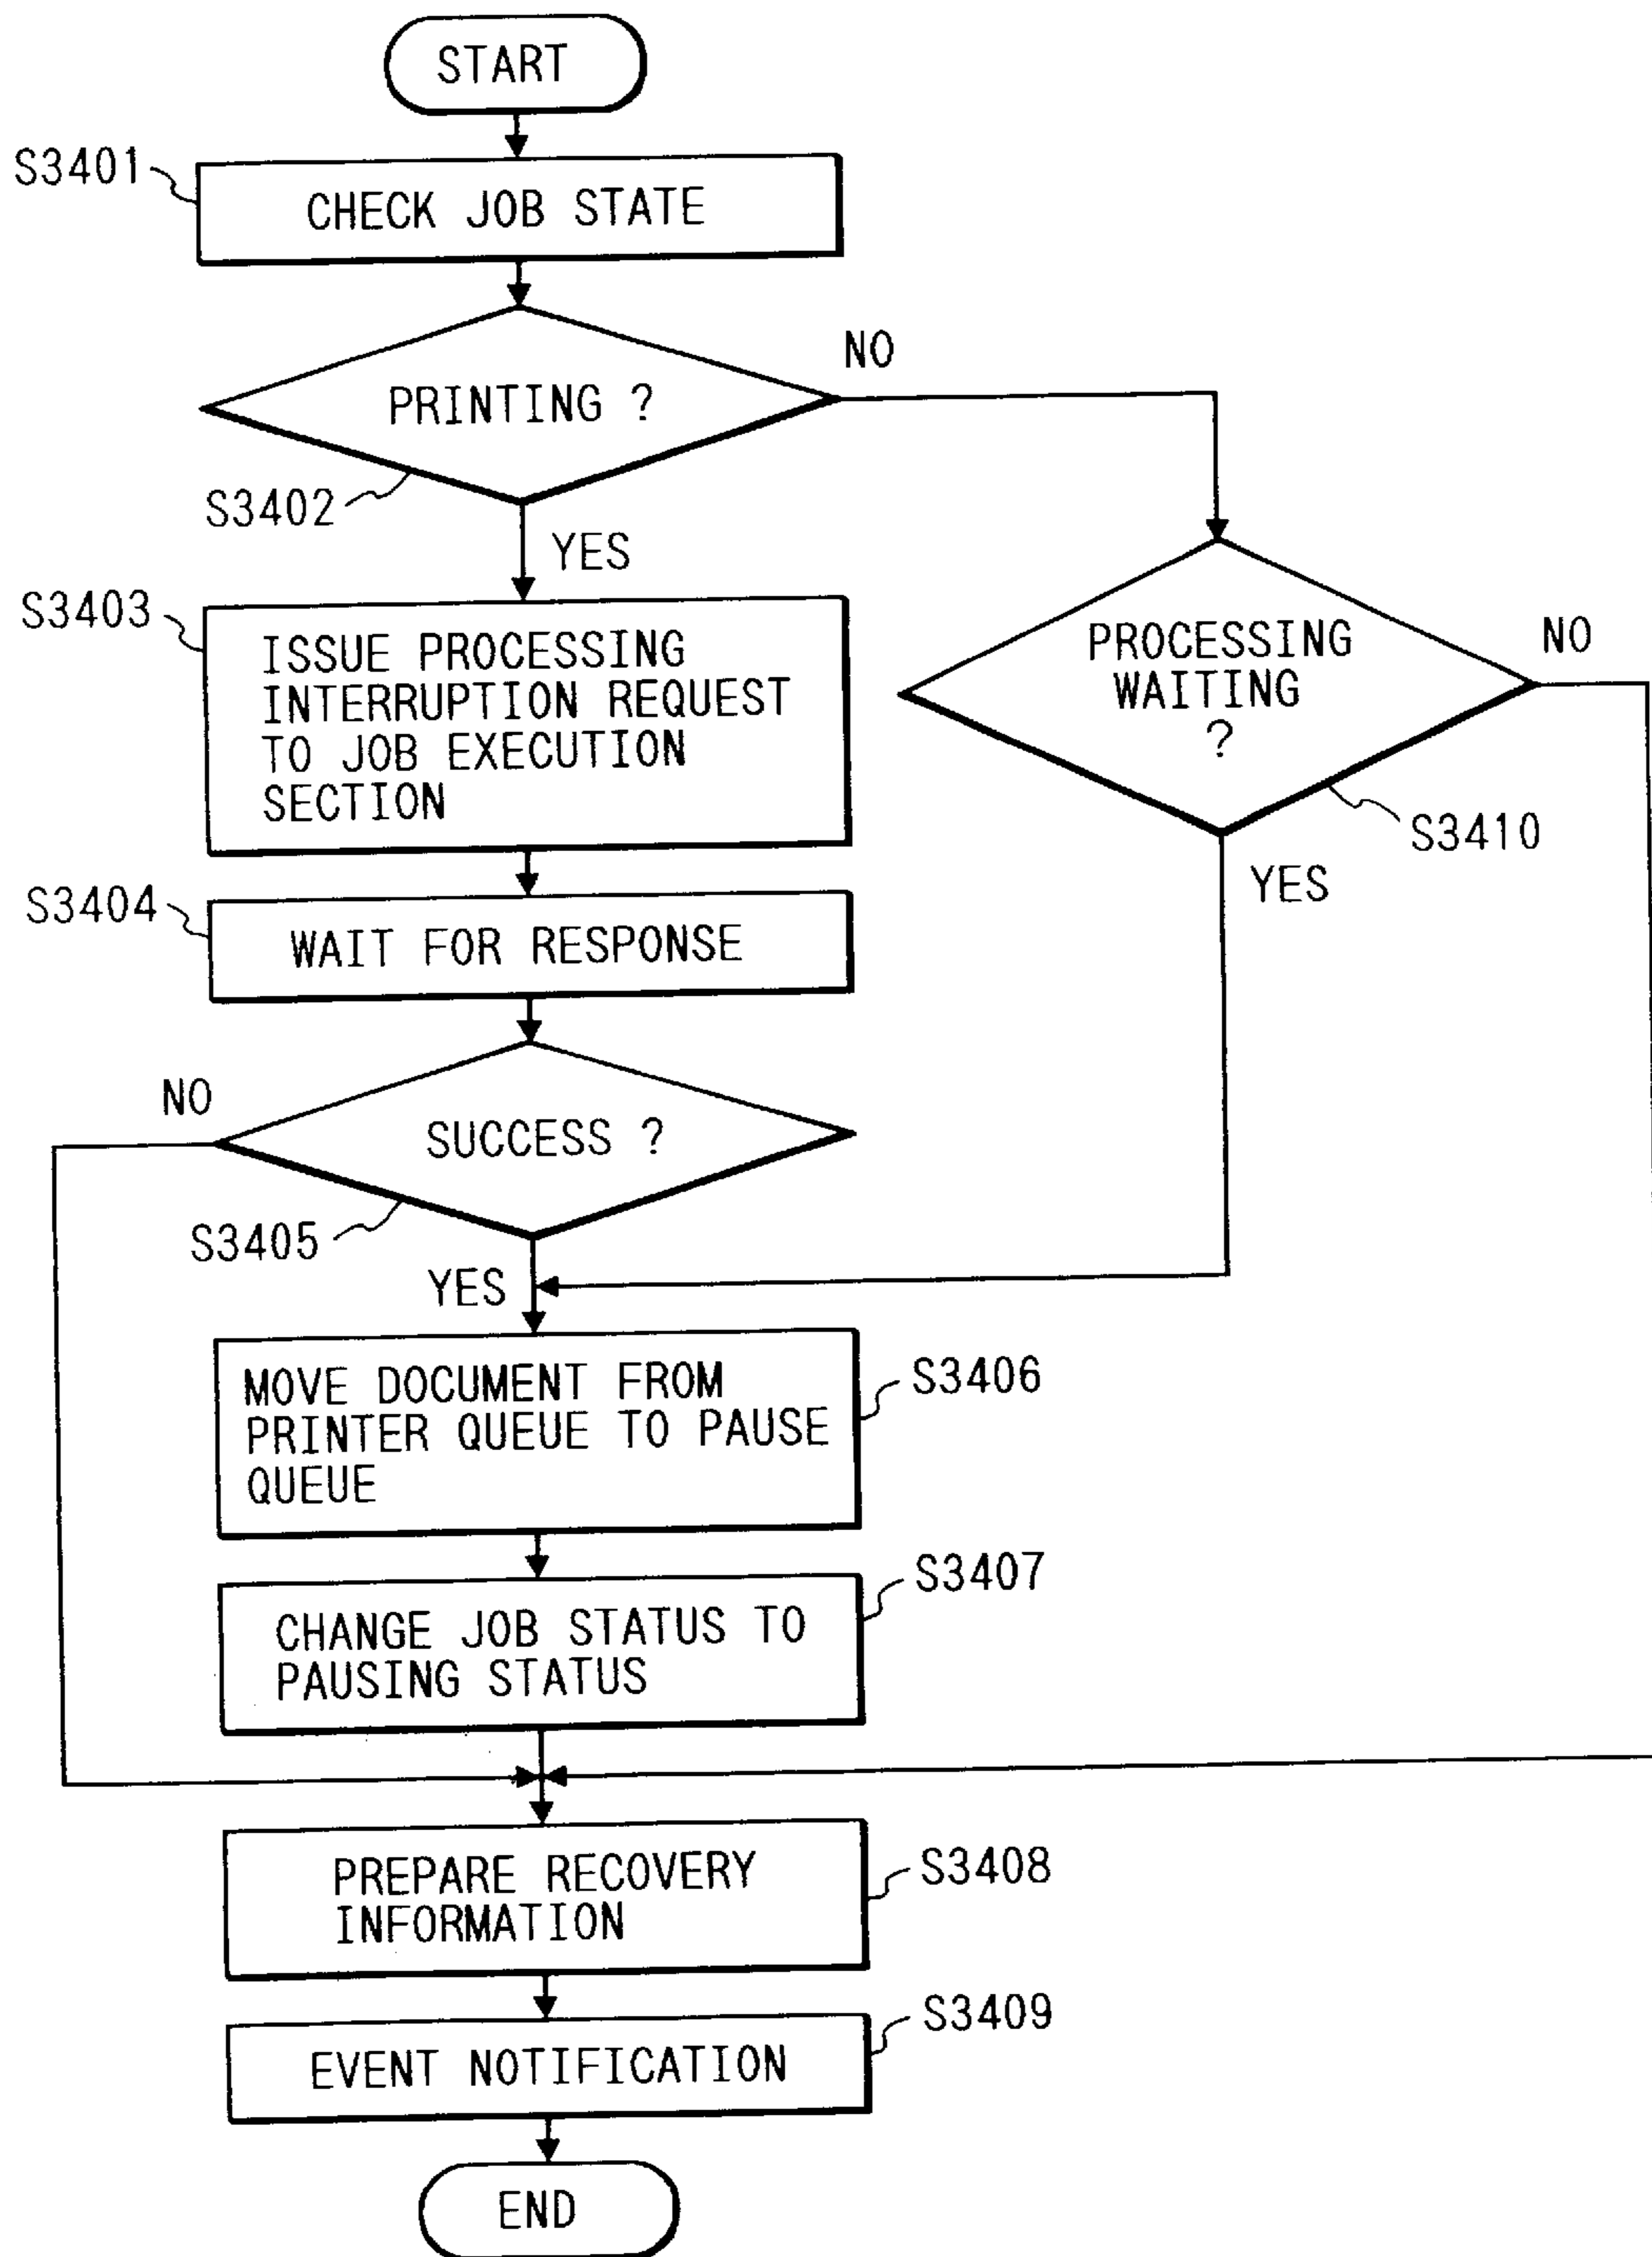 START
S3401
CHECK JOB STATE
NO
PRINTING ?
S3402
YES
S3403
ISSUE PROCESSING
INTERRUPTION REQUEST
TO JOB EXECUTION
SECTION
PROCESSING
WAITING
?
NO
S3410
YES
S3404
WAIT FOR RESPONSE
NO
SUCCESS ?
S3405
YES
MOVE DOCUMENT FROM
PRINTER QUEUE TO PAUSE
QUEUE
S3406
S3407
CHANGE JOB STATUS TO
PAUSING STATUS
PREPARE RECOVERY
INFORMATION
S3408
S3409
EVENT NOTIFICATION
END